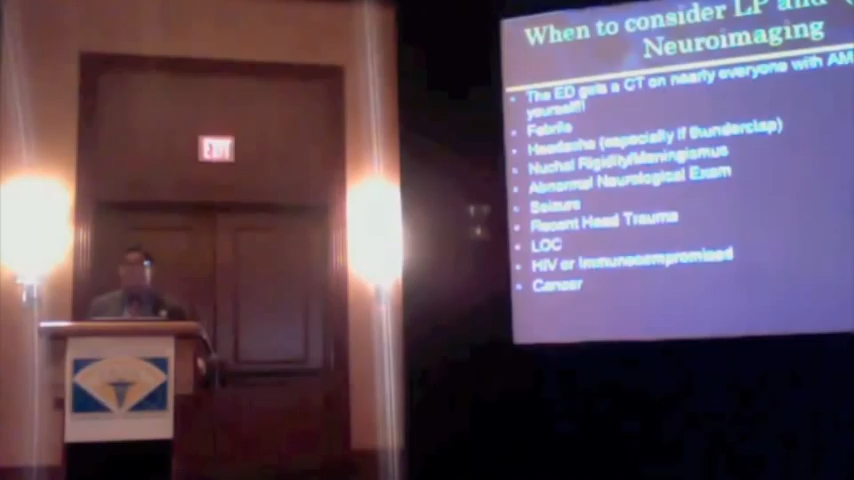 EXIT
When to consider LP and
Neuroimaging
• The ED gets a CT on nearly everyone with AM
yourself!!
• Febrile
• Headache (especially if thunderclap)
• Nuchal Rigidity/Meningismus
• Abnormal Neurological Exam
• Seizure
• Recent Head Trauma
• LOC
• HIV or Immunocompromised
• Cancer